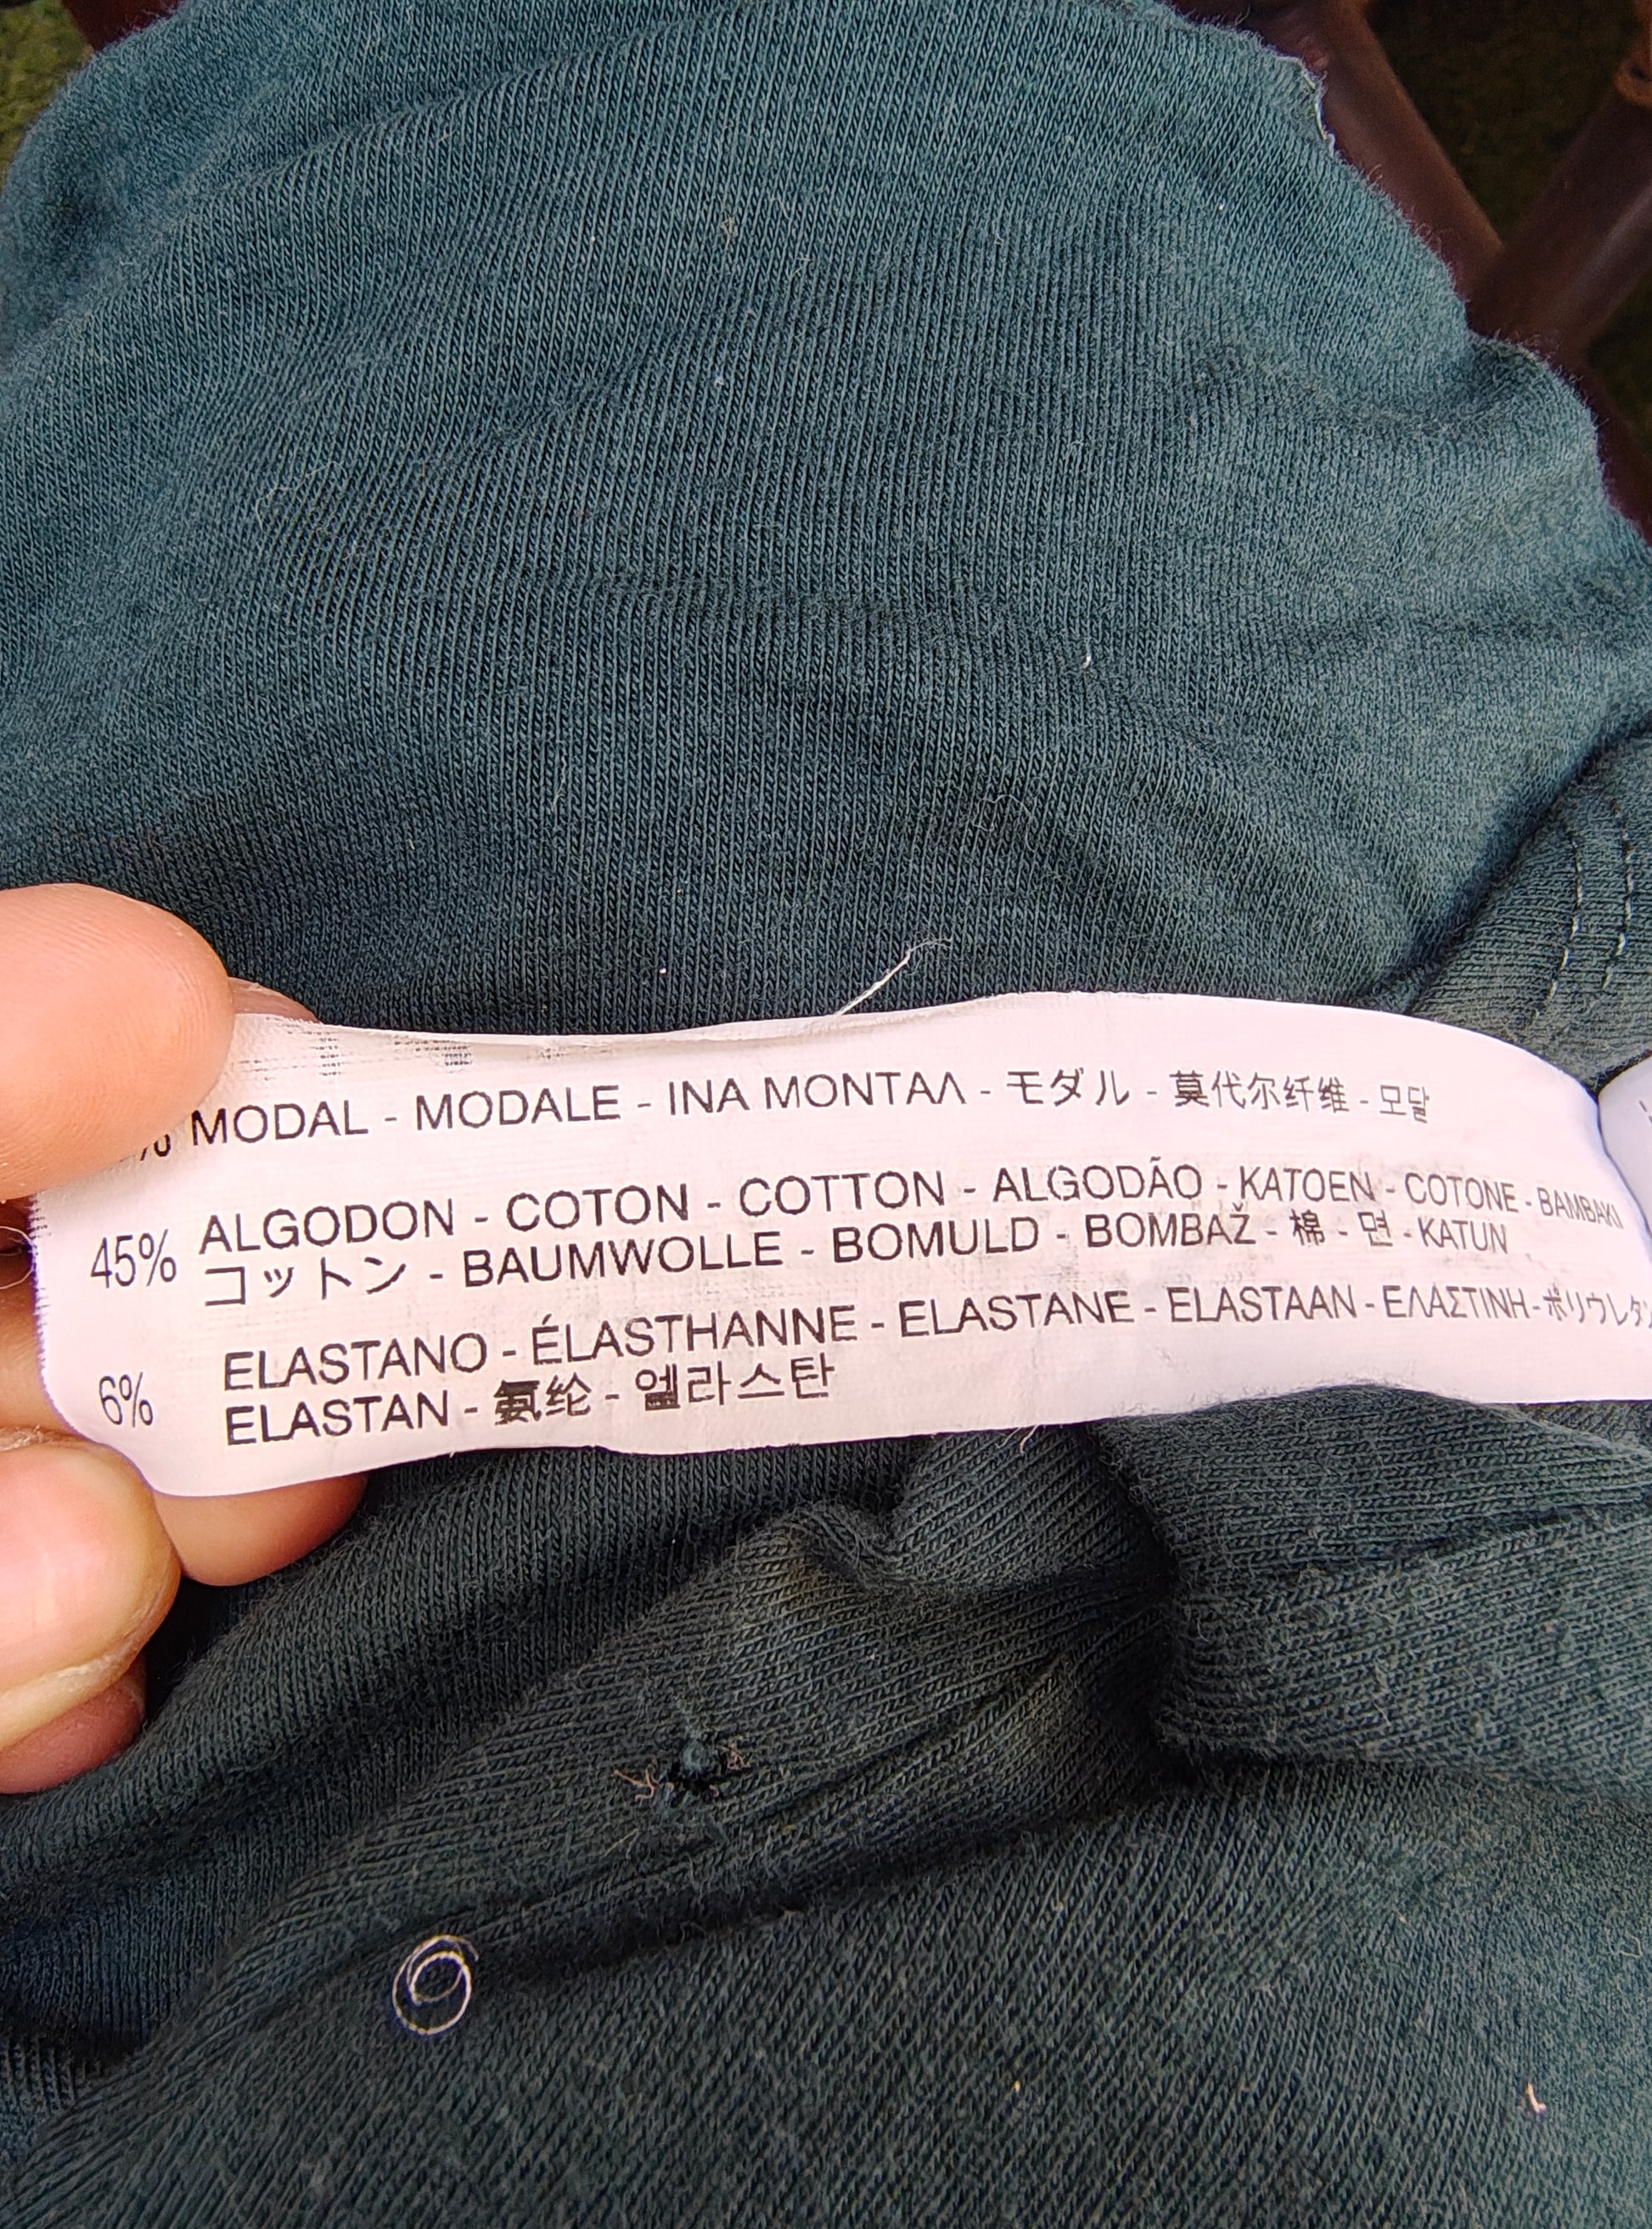 % MODAL - MODALE - INA MONTAΛ - モダル - 莫代尔纤维 - 모달
45% ALGODON - COTON - COTTON - ALGODÃO - KATOEN - COTONE - BAMBAKI
コットン - BAUMWOLLE - BOMULD - BOMBAŽ - 棉 - 면 - KATUN
6% ELASTANO - ÉLASTHANNE - ELASTANE - ELASTAAN - ΕΛΑΣΤΙΝΗ - ポリウレタ
ELASTAN - 氨纶 - 엘라스탄